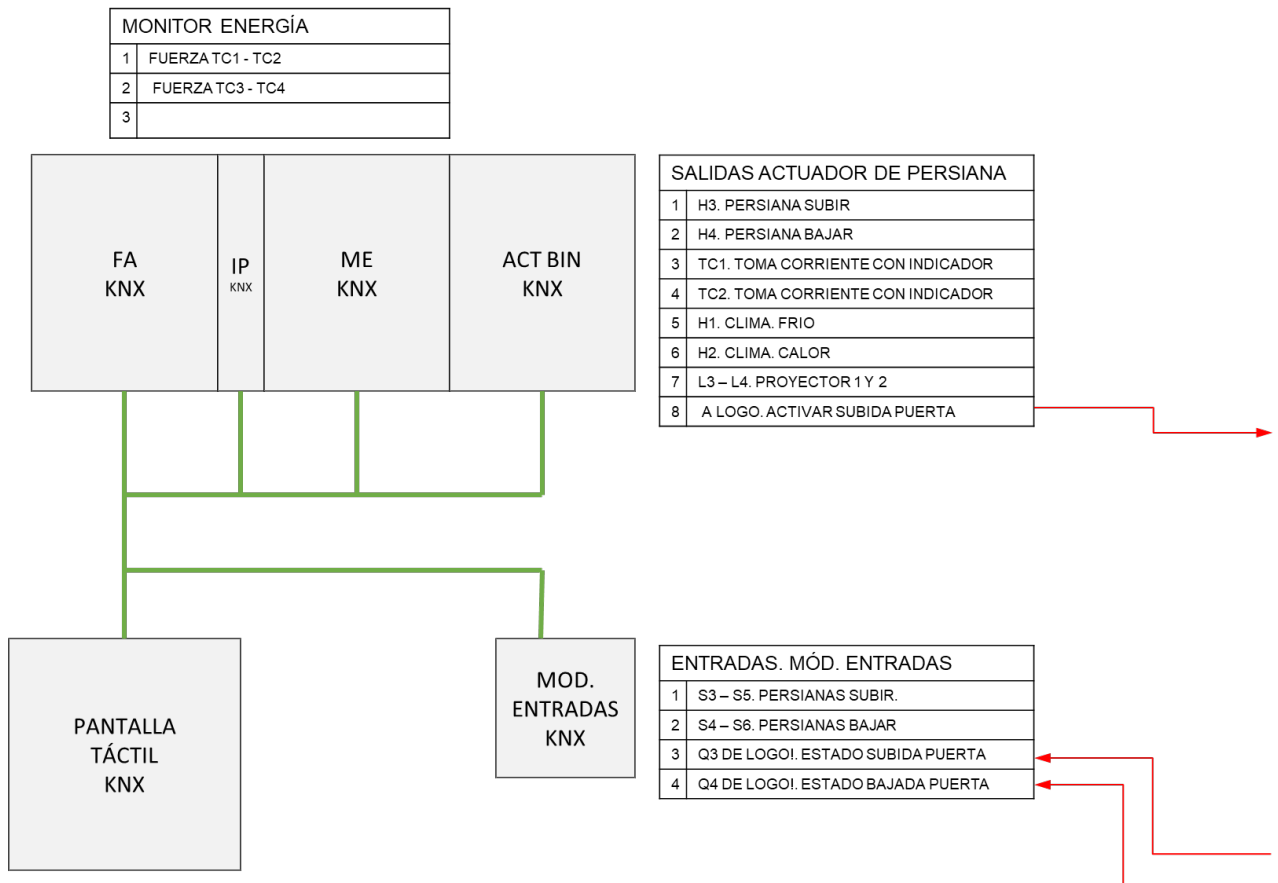 MONITOR ENERGÍA
1 FUERZA TC1 - TC2
2 FUERZA TC3 - TC4
3
FA
KNX
IP
KNX
ME
KNX
ACT BIN
KNX
SALIDAS ACTUADOR DE PERSIANA
1 H3. PERSIANA SUBIR
2 H4. PERSIANA BAJAR
3 TC1. TOMA CORRIENTE CON INDICADOR
4 TC2. TOMA CORRIENTE CON INDICADOR
5 H1. CLIMA. FRIO
6 H2. CLIMA. CALOR
7 L3 – L4. PROYECTOR 1 Y 2
8 A LOGO. ACTIVAR SUBIDA PUERTA
PANTALLA
TÁCTIL
KNX
MOD.
ENTRADAS
KNX
ENTRADAS. MÓD. ENTRADAS
1 S3 – S5. PERSIANAS SUBIR.
2 S4 – S6. PERSIANAS BAJAR
3 Q3 DE LOGO!. ESTADO SUBIDA PUERTA
4 Q4 DE LOGO!. ESTADO BAJADA PUERTA